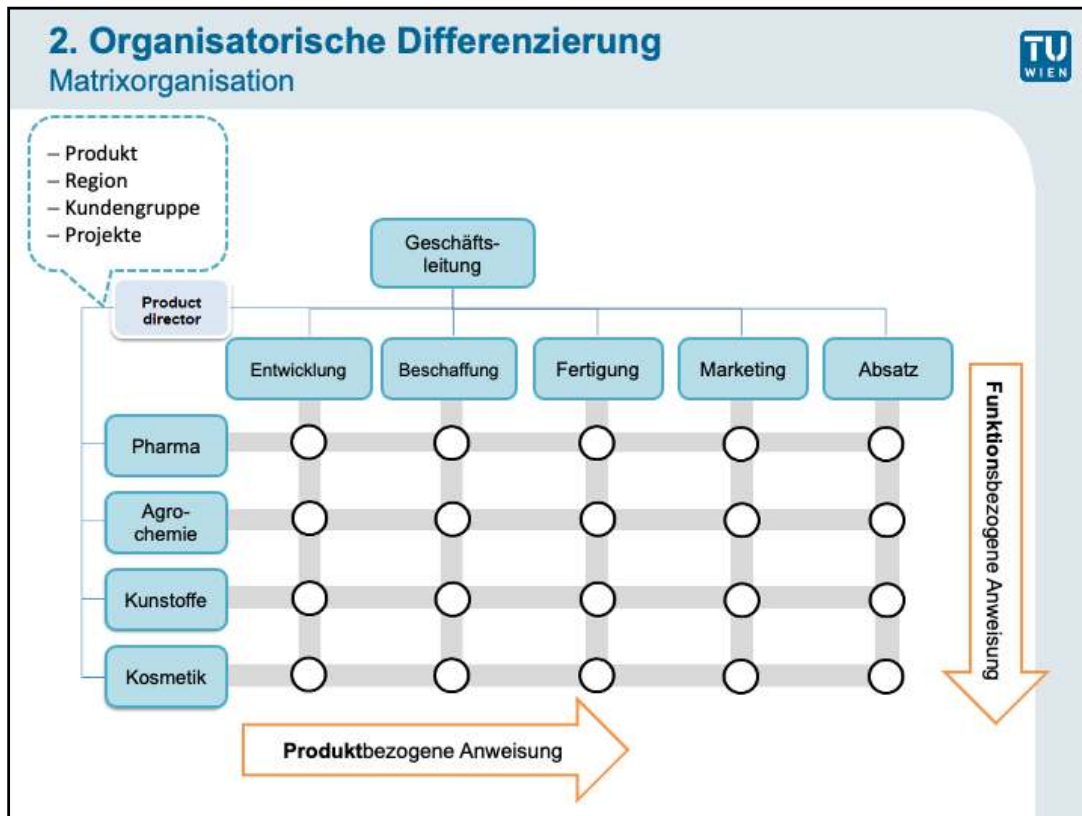 2. Organisatorische Differenzierung
Matrixorganisation
TU
WIEN
– Produkt
– Region
– Kundengruppe
– Projekte
Geschäfts-
leitung
Product
director
Entwicklung
Beschaffung
Fertigung
Marketing
Absatz
Pharma
Agro-
chemie
Kunstoffe
Kosmetik
Funktionsbezogene Anweisung
Produktbezogene Anweisung